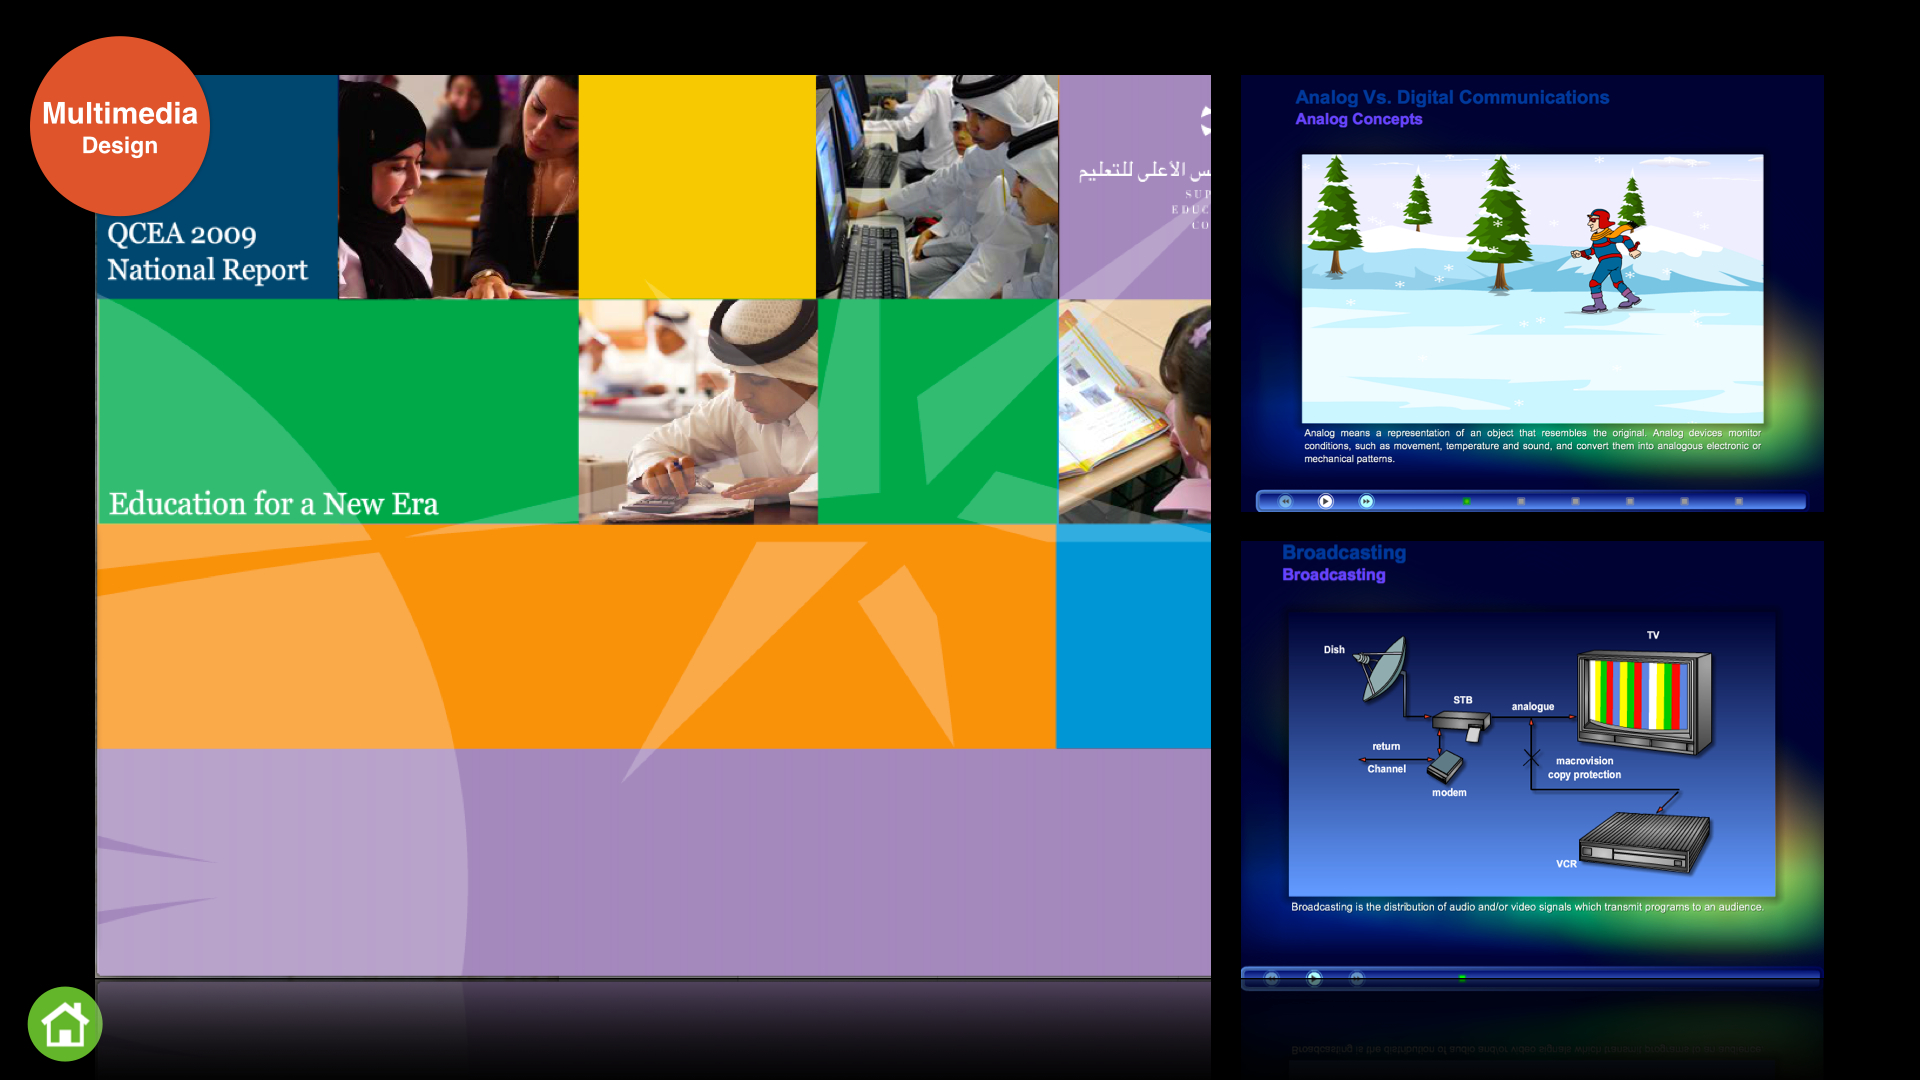 Multimedia
Design
QCEA 2009
National Report
الأعلى للتعليم
Education for a New Era
Analog Vs. Digital Communications
Analog Concepts
Analog means a representation of an object that resembles the original. Analog devices monitor
conditions, such as movement, temperature and sound, and convert them into analogous electronic or
mechanical patterns.
Broadcasting
Broadcasting
Dish
TV
STB
analogue
return
Channel
modem
macrovision
copy protection
VCR
Broadcasting is the distribution of audio and/or video signals which transmit programs to an audience.